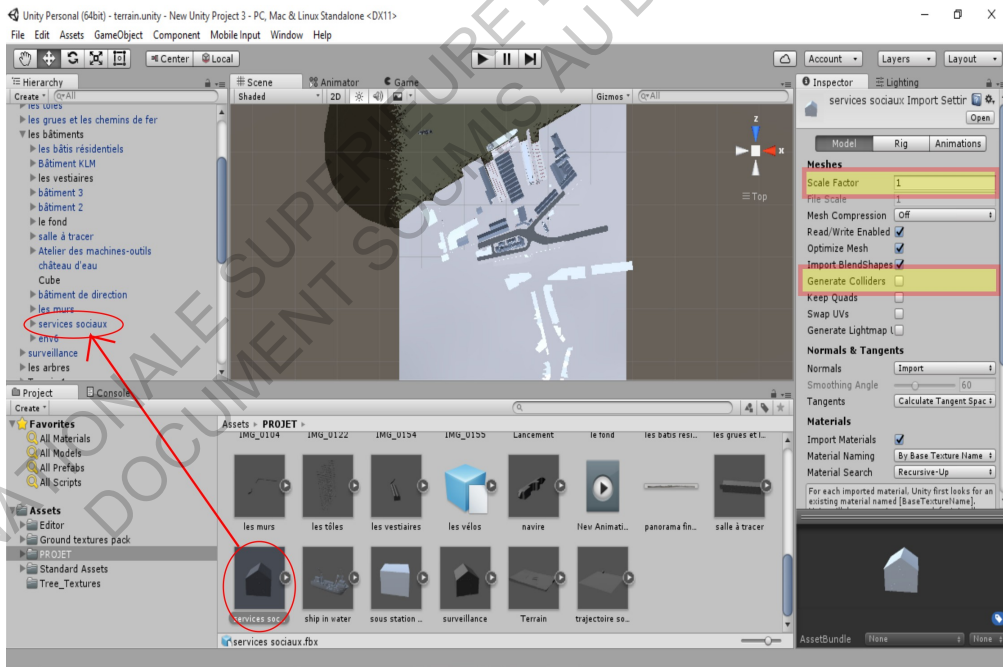 Unity Personal (64bit) - terrain.unity - New Unity Project 3 - PC, Mac & Linux Standalone <DX11>
File Edit Assets GameObject Component Mobile Input Window Help
Center Local Account Layers Layout
Hierarchy
Create All
les tôles
les grues et les chemins de fer
les bâtiments
les bâtis résidentiels
Bâtiment KLM
les vestiaires
bâtiment 3
bâtiment 2
le fond
salle à tracer
Atelier des machines-outils
château d'eau
Cube
bâtiment de direction
les murs
services sociaux
env6
surveillance
les arbres
Scene Animator Game
Shaded 2D Gizmos All
z
x
Top
Inspector Lighting
services sociaux Import Settir
Open
Model Rig Animations
Meshes
Scale Factor 1
File Scale 1
Mesh Compression Off
Read/Write Enabled
Optimize Mesh
Import BlendShapes
Generate Colliders
Keep Quads
Swap UVs
Generate Lightmap U
Normals & Tangents
Normals Import
Smoothing Angle 60
Tangents Calculate Tangent Spac
Materials
Import Materials
Material Naming By Base Texture Name
Material Search Recursive-Up
For each imported material, Unity first looks for an
existing material named [BaseTextureName].
AssetBundle None None
Project Console
Create
Favorites
All Materials
All Models
All Prefabs
All Scripts
Assets
Editor
Ground textures pack
PROJET
Standard Assets
Tree_Textures
Assets PROJET
IMG_0104 IMG_0122 IMG_0154 IMG_0155 Lancement le fond les batis resi... les grues et l...
les murs les tôles les vestiaires les vélos navire New Animati... panorama fin... salle à tracer
services soc... ship in water sous station ... surveillance Terrain trajectoire so...
services sociaux.fbx
NATIONALE SUPERIEURE
DOCUMENT SOUMIS AU